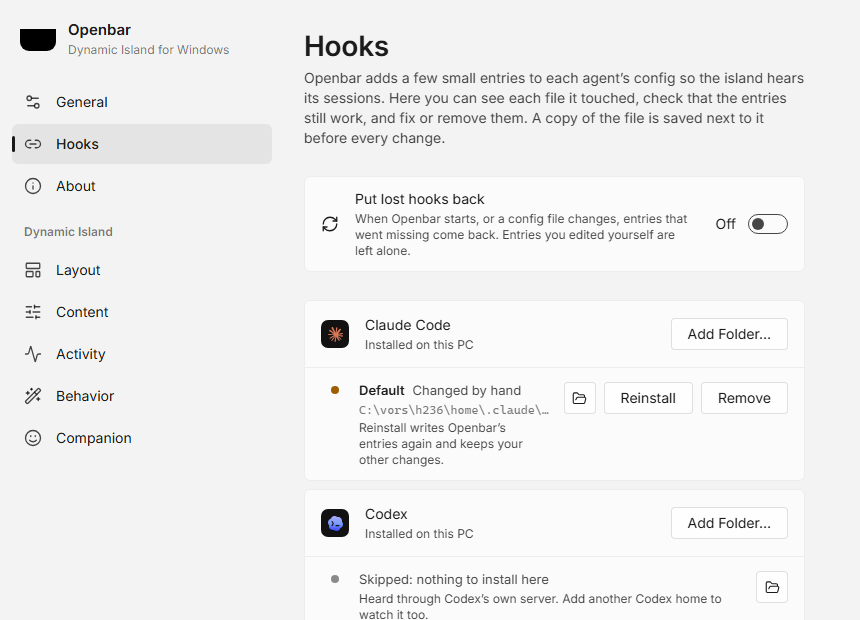 Openbar
Dynamic Island for Windows
General
Hooks
About
Dynamic Island
Layout
Content
Activity
Behavior
Companion
Hooks
Openbar adds a few small entries to each agent’s config so the island hears
its sessions. Here you can see each file it touched, check that the entries
still work, and fix or remove them. A copy of the file is saved next to it
before every change.
Put lost hooks back
When Openbar starts, or a config file changes, entries that
went missing come back. Entries you edited yourself are
left alone.
Off
Claude Code
Installed on this PC
Add Folder...
Default Changed by hand
C:\vors\h236\home\.claude\…
Reinstall writes Openbar’s
entries again and keeps your
other changes.
Reinstall
Remove
Codex
Installed on this PC
Add Folder...
Skipped: nothing to install here
Heard through Codex’s own server. Add another Codex home to
watch it too.